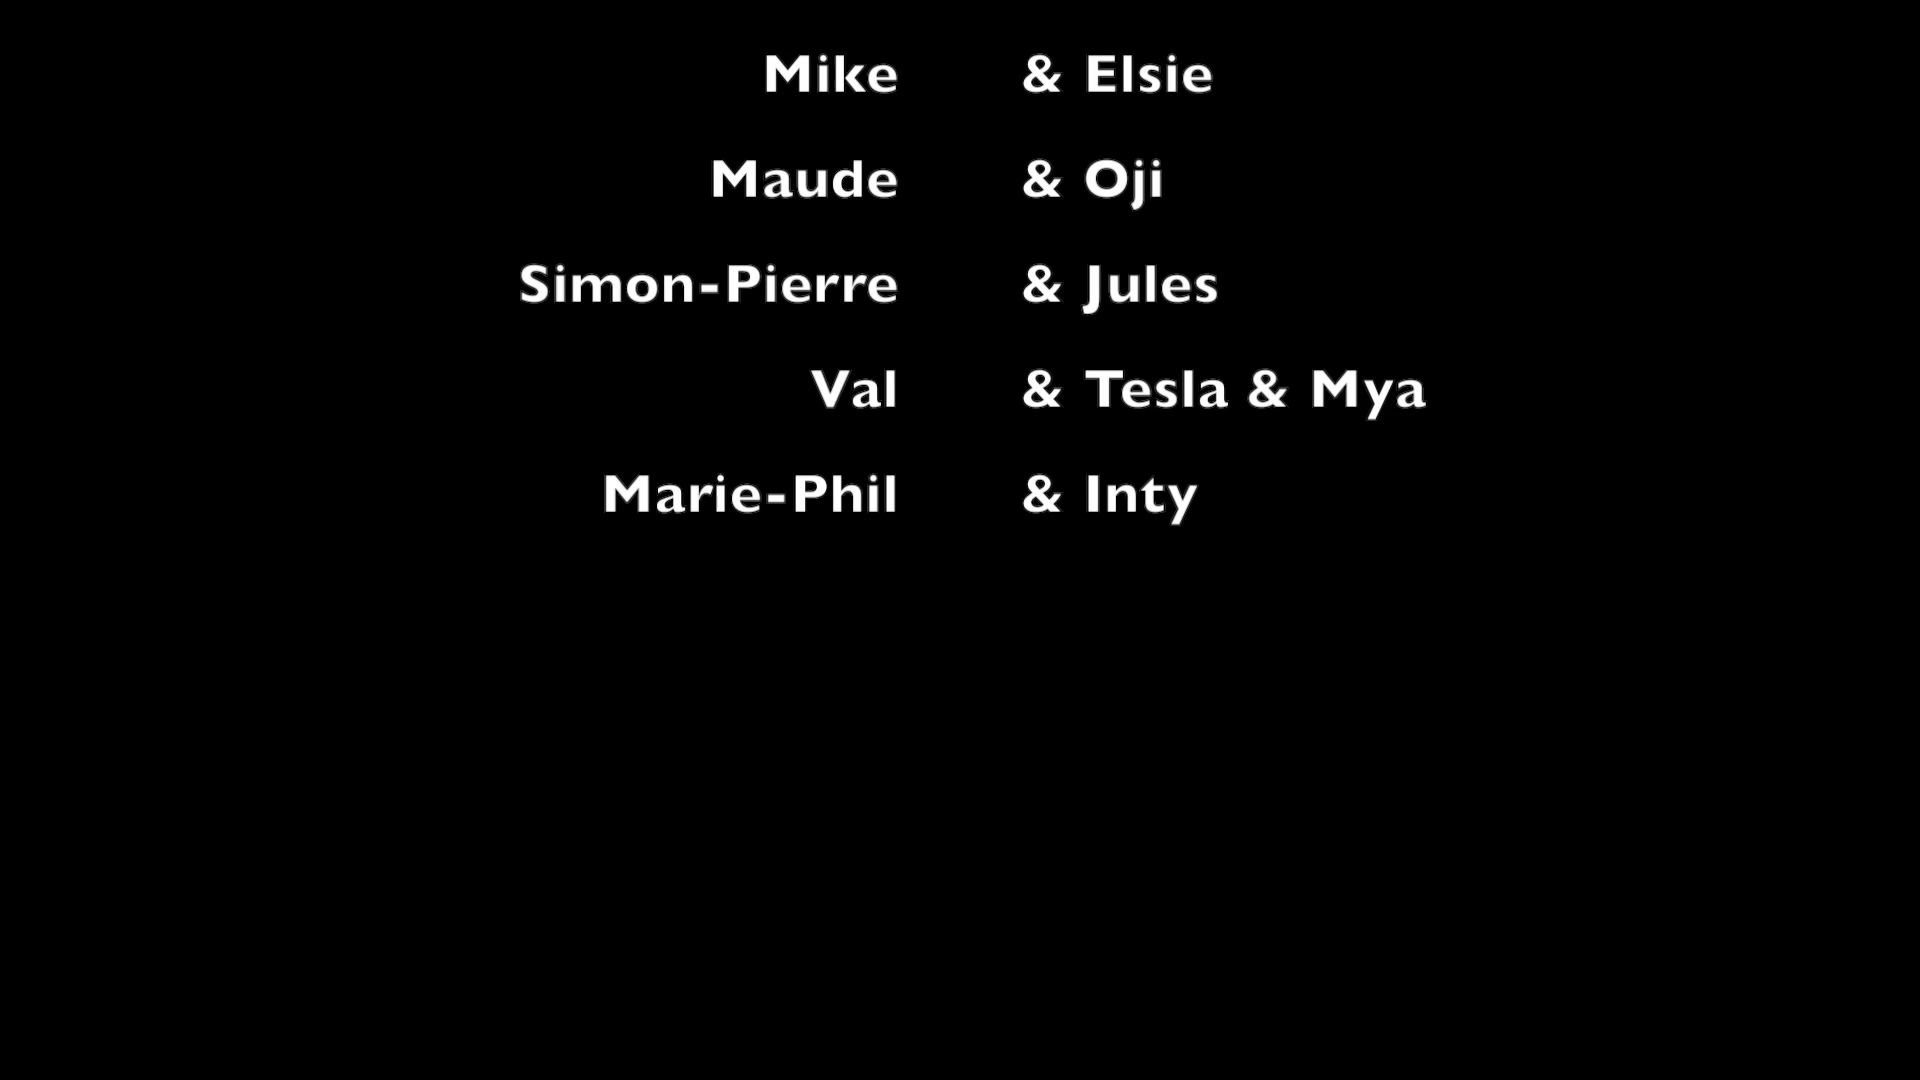 Mike & Elsie
Maude & Oji
Simon-Pierre & Jules
Val & Tesla & Mya
Marie-Phil & Inty